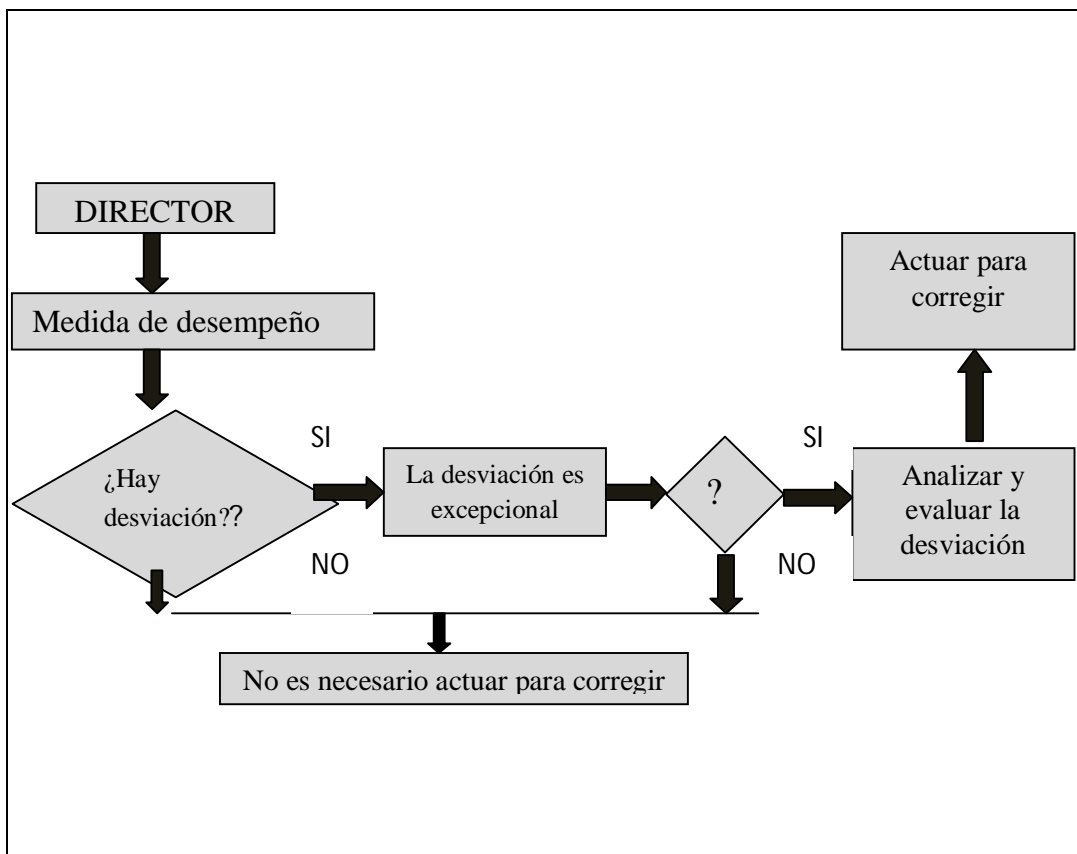 DIRECTOR
Medida de desempeño
¿Hay
desviación??
SI
NO
La desviación es
excepcional
?
SI
NO
Analizar y
evaluar la
desviación
Actuar para
corregir
No es necesario actuar para corregir